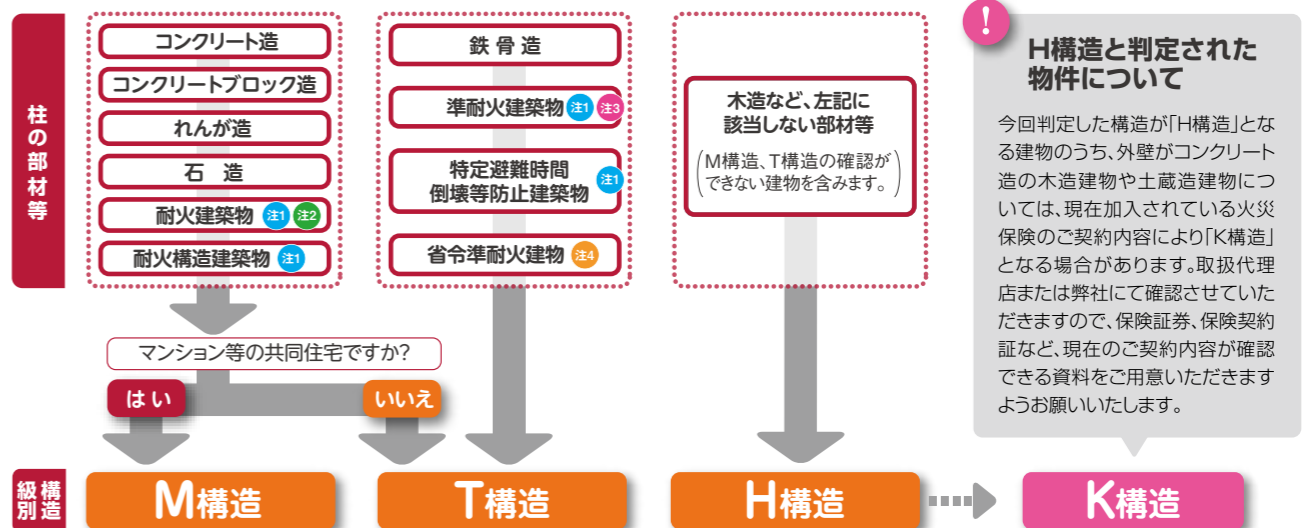 柱の部材等
コンクリート造
コンクリートブロック造
れんが造
石 造
耐火建築物 注1 注2
耐火構造建築物 注1
鉄骨造
準耐火建築物 注1 注3
特定避難時間
倒壊等防止建築物 注1
省令準耐火建物 注4
木造など、左記に
該当しない部材等
(M構造、T構造の確認が
できない建物を含みます。)
マンション等の共同住宅ですか?
はい
いいえ
構造
級別
M構造
T構造
H構造
K構造
!
H構造と判定された
物件について
今回判定した構造が「H構造」とな
る建物のうち、外壁がコンクリート
造の木造建物や土蔵造建物につ
いては、現在加入されている火災
保険のご契約内容により「K構造」
となる場合があります。取扱代理
店または弊社にて確認させていた
だきますので、保険証券、保険契約
証など、現在のご契約内容が確認
できる資料をご用意いただきます
ようお願いいたします。